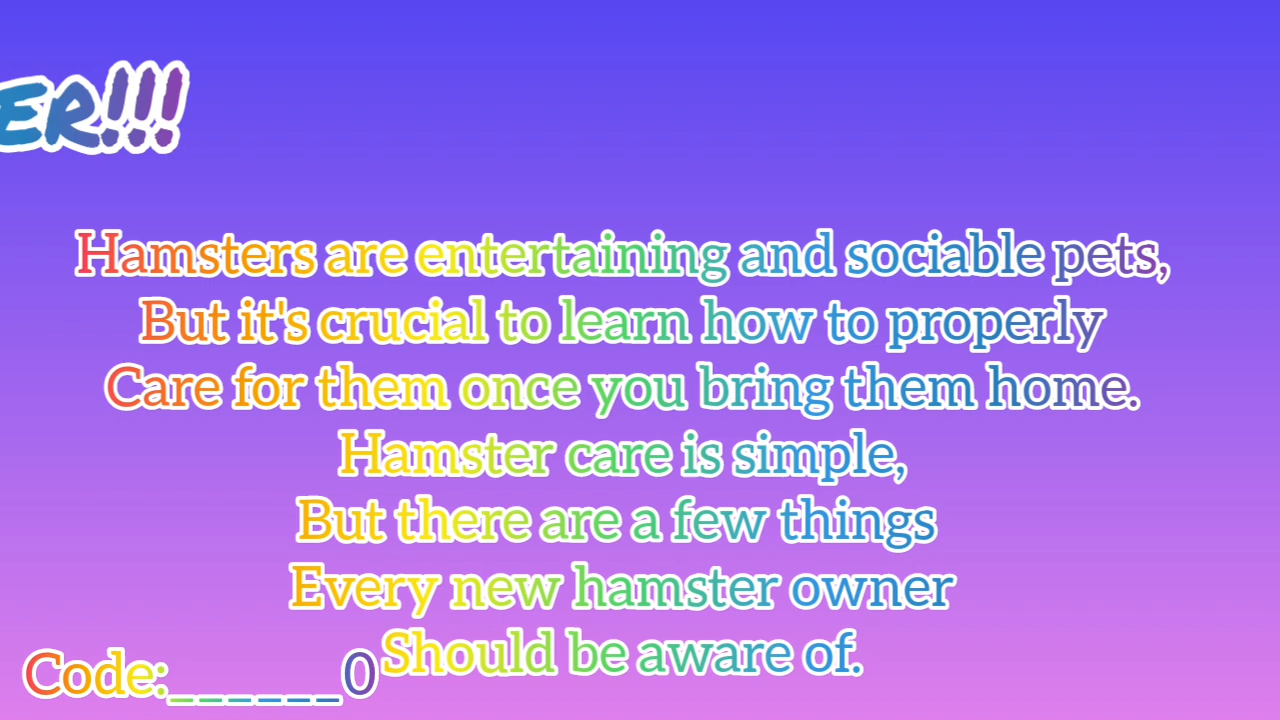 ER!!!
Hamsters are entertaining and sociable pets,
But it's crucial to learn how to properly
Care for them once you bring them home.
Hamster care is simple,
But there are a few things
Every new hamster owner
Should be aware of.
Code:______0